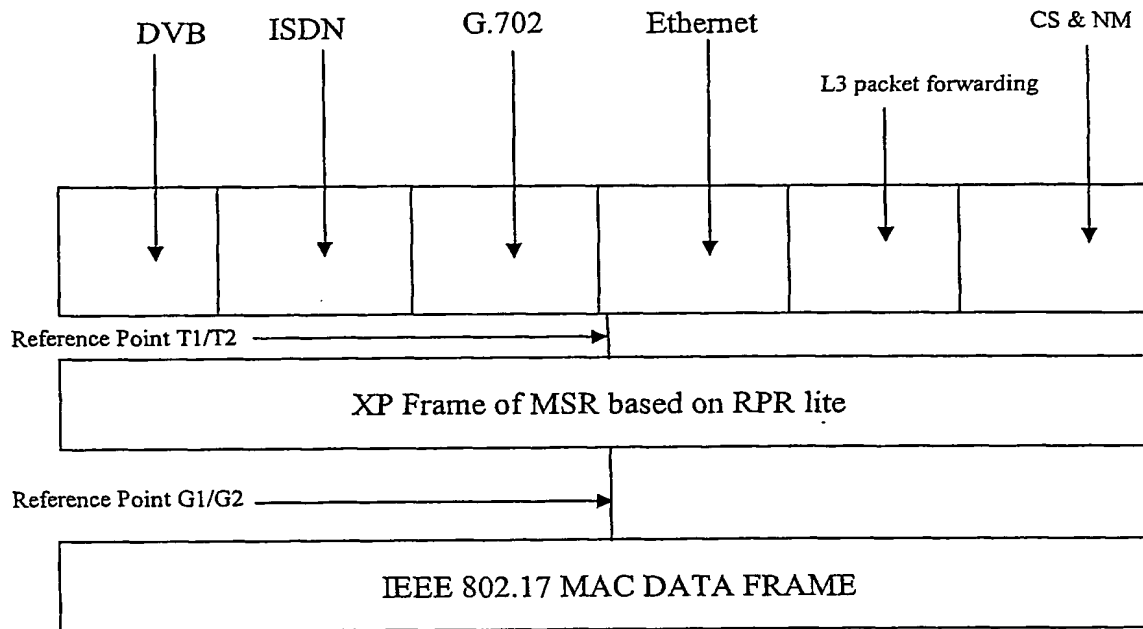 DVB
ISDN
G.702
Ethernet
CS & NM
L3 packet forwarding
Reference Point T1/T2
XP Frame of MSR based on RPR lite
Reference Point G1/G2
IEEE 802.17 MAC DATA FRAME